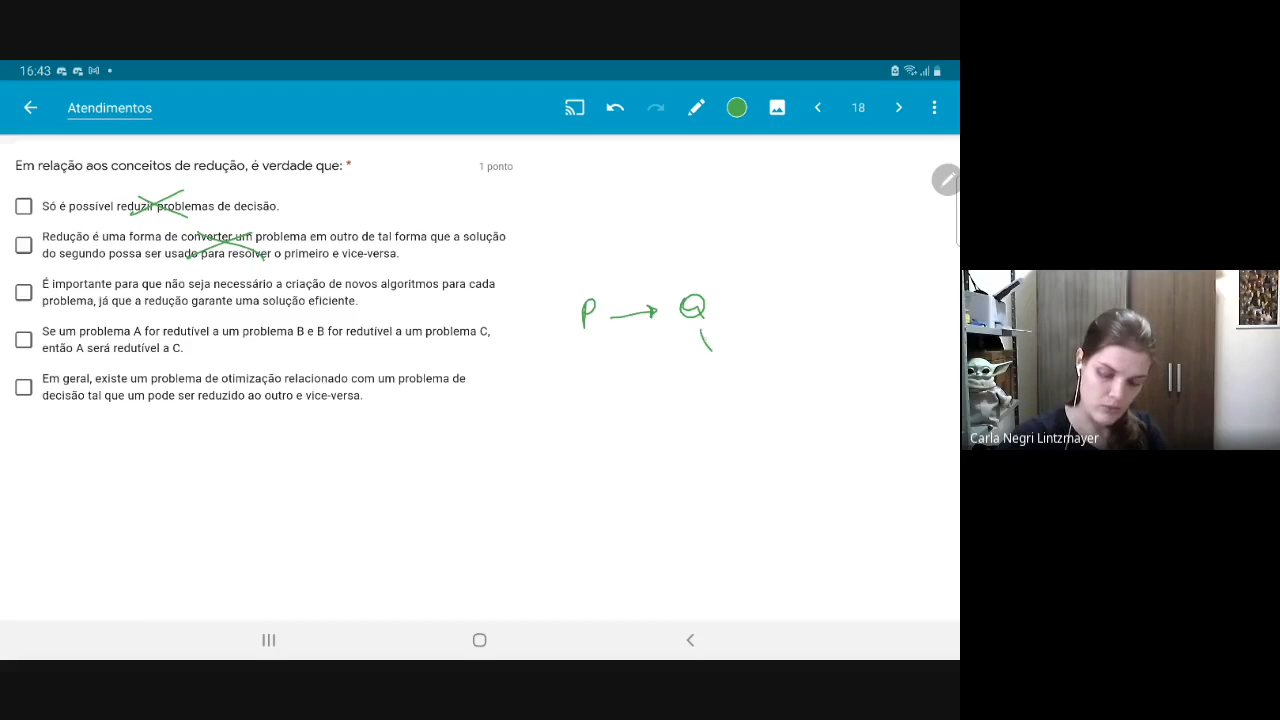 16:43
Atendimentos
18
Em relação aos conceitos de redução, é verdade que: *
1 ponto
Só é possível reduzir problemas de decisão.
Redução é uma forma de converter um problema em outro de tal forma que a solução
do segundo possa ser usado para resolver o primeiro e vice-versa.
É importante para que não seja necessário a criação de novos algoritmos para cada
problema, já que a redução garante uma solução eficiente.
P → Q
Se um problema A for redutível a um problema B e B for redutível a um problema C,
então A será redutível a C.
Em geral, existe um problema de otimização relacionado com um problema de
decisão tal que um pode ser reduzido ao outro e vice-versa.
Carla Negri Lintzmayer